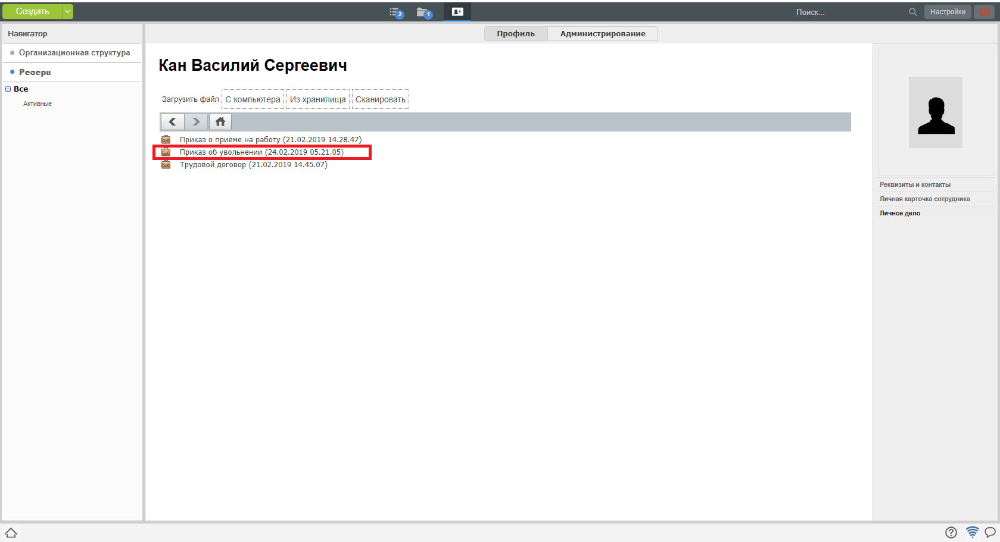 Создать
2
1
Поиск...
Настройки
Навигатор
Организационная структура
Резерв
Все
Активные
Профиль
Администрирование
Кан Василий Сергеевич
Загрузить файл С компьютера Из хранилища Сканировать
Приказ о приеме на работу (21.02.2019 14.28.47)
Приказ об увольнении (24.02.2019 05.21.05)
Трудовой договор (21.02.2019 14.45.07)
Реквизиты и контакты
Личная карточка сотрудника
Личное дело